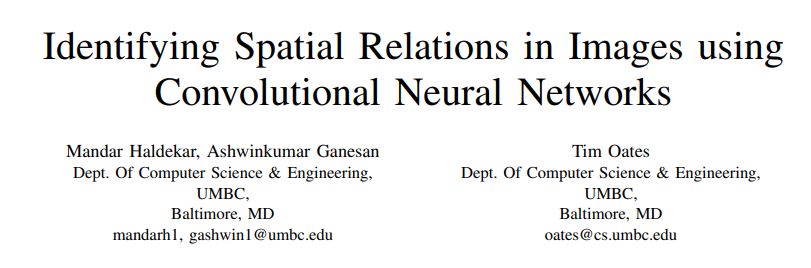 Identifying Spatial Relations in Images using
Convolutional Neural Networks
Mandar Haldekar, Ashwinkumar Ganesan
Dept. Of Computer Science & Engineering,
UMBC,
Baltimore, MD
mandarh1, gashwin1@umbc.edu
Tim Oates
Dept. Of Computer Science & Engineering,
UMBC,
Baltimore, MD
oates@cs.umbc.edu